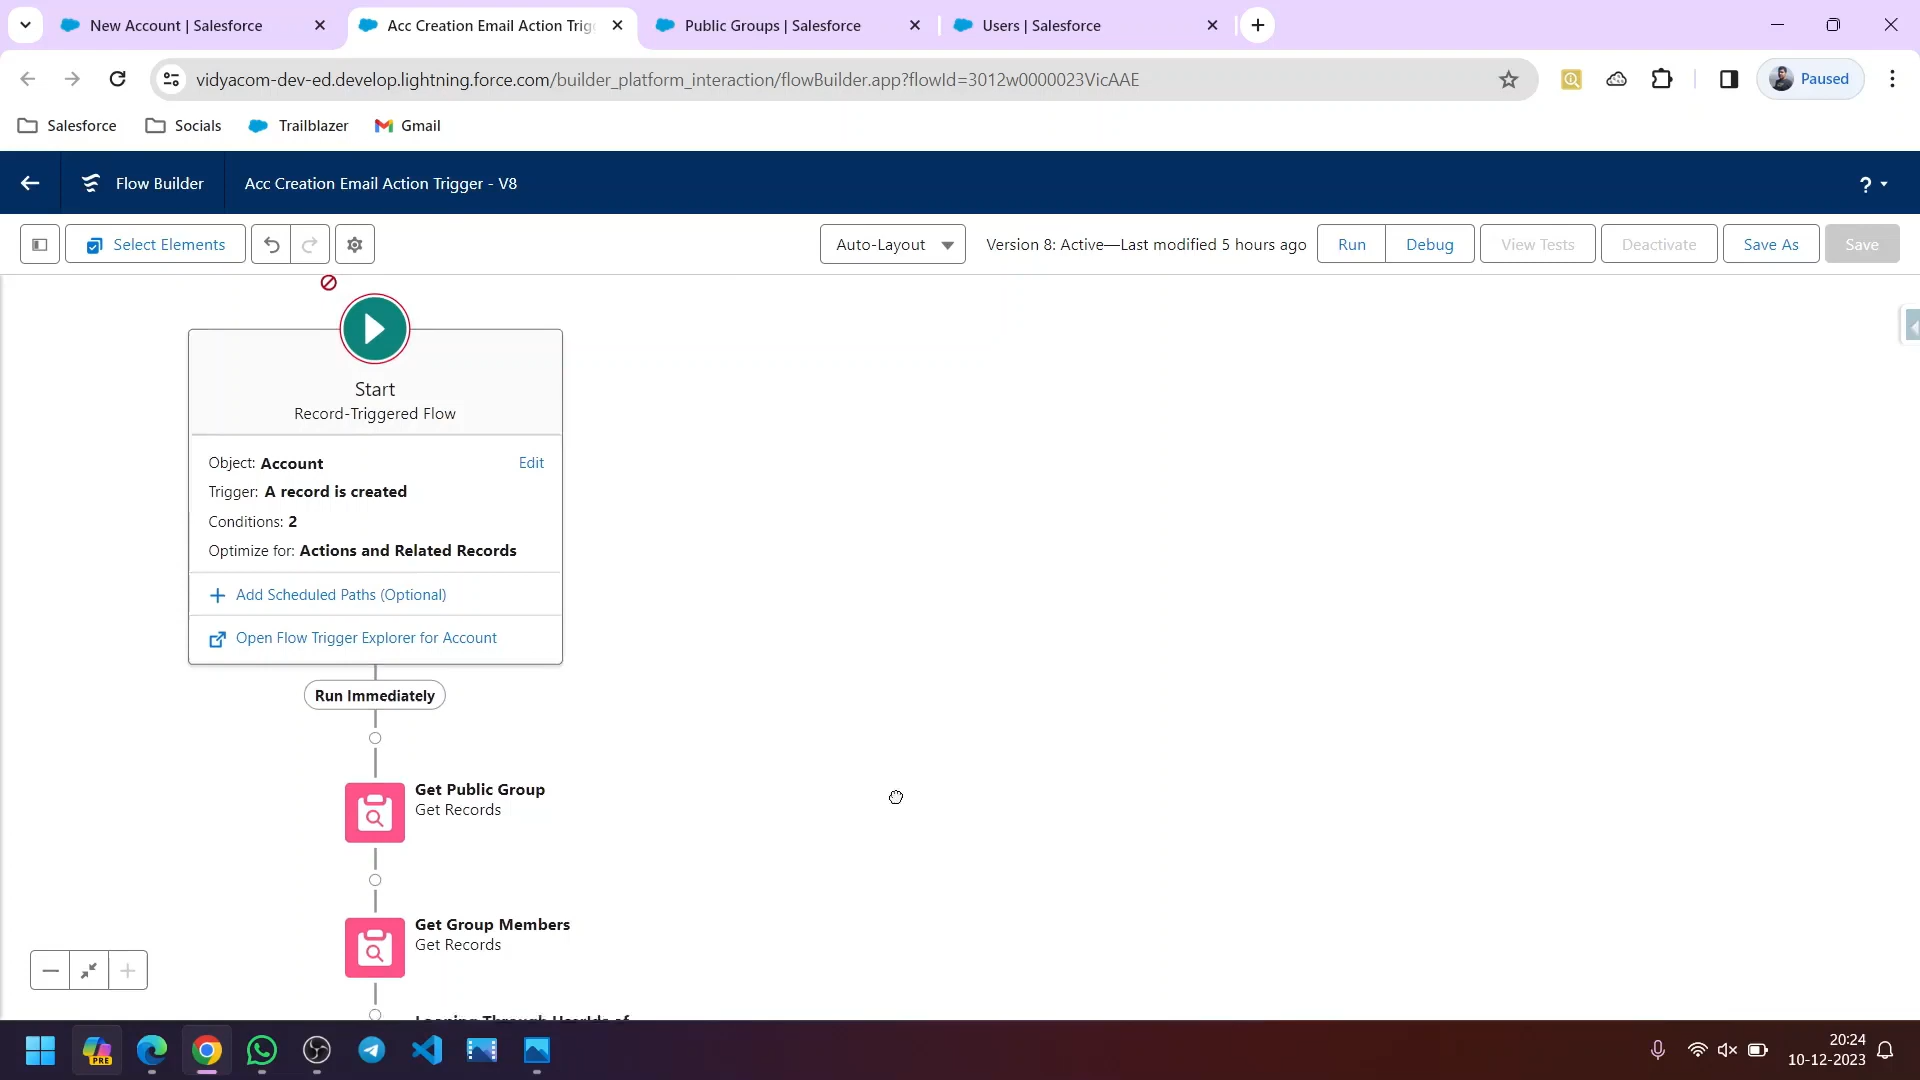 New Account | Salesforce
Acc Creation Email Action Trig
Public Groups | Salesforce
Users | Salesforce
vidyacom-dev-ed.develop.lightning.force.com/builder_platform_interaction/flowBuilder.app?flowId=3012w0000023VicAAE
Paused
Salesforce
Socials
Trailblazer
Gmail
Flow Builder
Acc Creation Email Action Trigger - V8
?
Select Elements
Auto-Layout
Version 8: Active—Last modified 5 hours ago
Run
Debug
View Tests
Deactivate
Save As
Save
Start
Record-Triggered Flow
Object: Account
Edit
Trigger: A record is created
Conditions: 2
Optimize for: Actions and Related Records
Add Scheduled Paths (Optional)
Open Flow Trigger Explorer for Account
Run Immediately
Get Public Group
Get Records
Get Group Members
Get Records
Looping Through UserIds of
PRE
20:24
10-12-2023